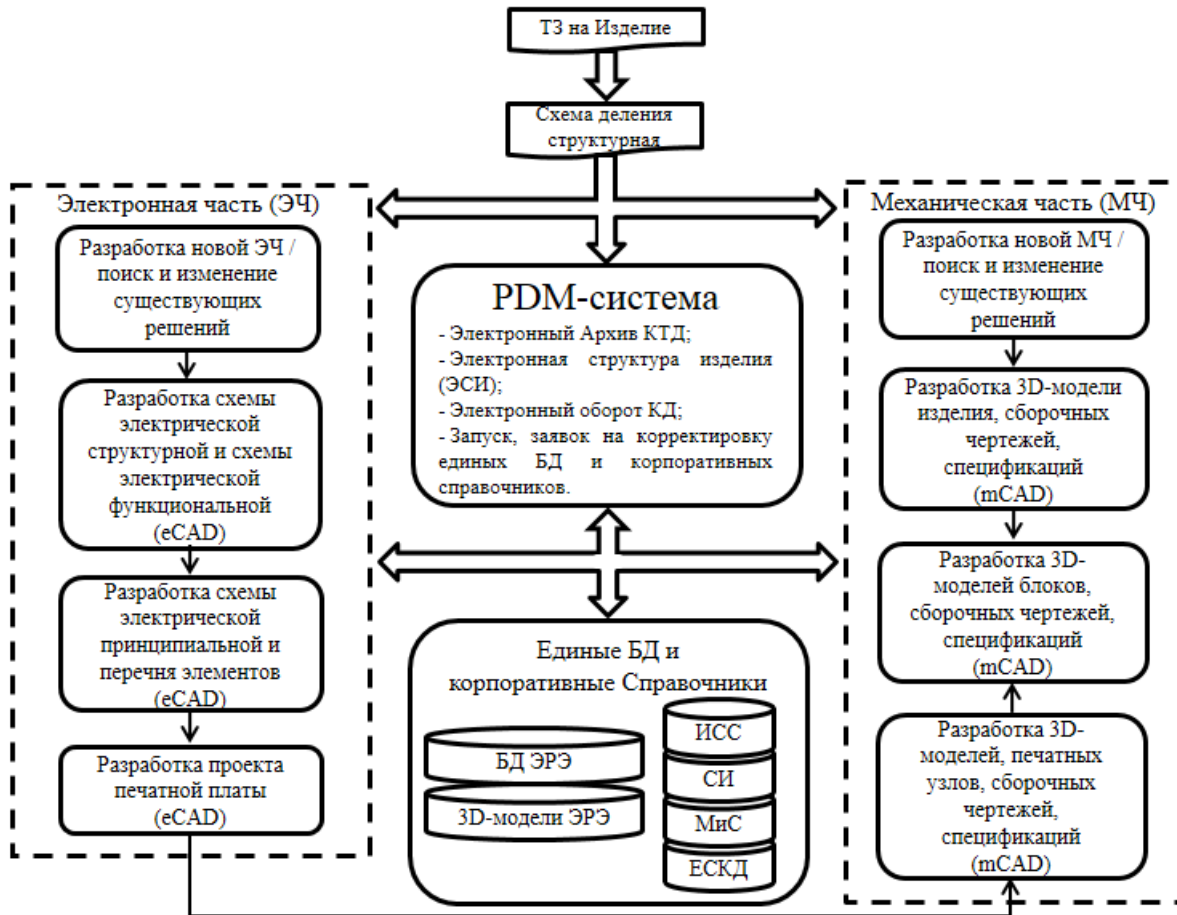 ТЗ на Изделие
Схема деления
структурная
Электронная часть (ЭЧ)
Разработка новой ЭЧ /
поиск и изменение
существующих
решений
Разработка схемы
электрической
структурной и схемы
электрической
функциональной
(eCAD)
Разработка схемы
электрической
принципиальной и
перечня элементов
(eCAD)
Разработка проекта
печатной платы
(eCAD)
PDM-система
- Электронный Архив КТД;
- Электронная структура изделия
(ЭСИ);
- Электронный оборот КД;
- Запуск, заявок на корректировку
единых БД и корпоративных
справочников.
Единые БД и
корпоративные Справочники
БД ЭРЭ
3D-модели ЭРЭ
ИСС
СИ
МиС
ЕСКД
Механическая часть (МЧ)
Разработка новой МЧ /
поиск и изменение
существующих
решений
Разработка 3D-модели
изделия, сборочных
чертежей,
спецификаций
(mCAD)
Разработка 3D-
моделей блоков,
сборочных чертежей,
спецификаций
(mCAD)
Разработка 3D-
моделей, печатных
узлов, сборочных
чертежей,
спецификаций
(mCAD)